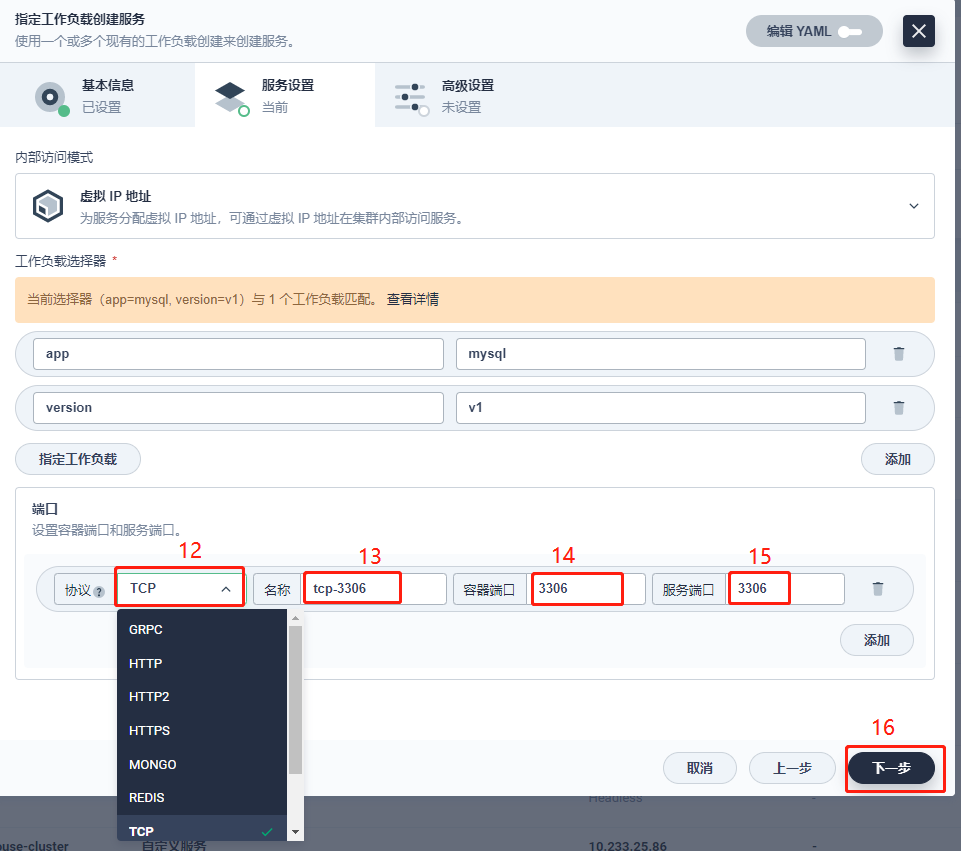 指定工作负载创建服务
使用一个或多个现有的工作负载创建来创建服务。
编辑 YAML
基本信息
已设置
服务设置
当前
高级设置
未设置
内部访问模式
虚拟 IP 地址
为服务分配虚拟 IP 地址，可通过虚拟 IP 地址在集群内部访问服务。
工作负载选择器 *
当前选择器（app=mysql, version=v1）与 1 个工作负载匹配。 查看详情
app mysql
version v1
指定工作负载 添加
端口
设置容器端口和服务端口。
12 13 14 15
协议 ? TCP 名称 tcp-3306 容器端口 3306 服务端口 3306
添加
GRPC
HTTP
HTTP2
HTTPS
MONGO
REDIS
TCP
16
取消 上一步 下一步
Headless -
ouse-cluster 自定义服务 10.233.25.86 -